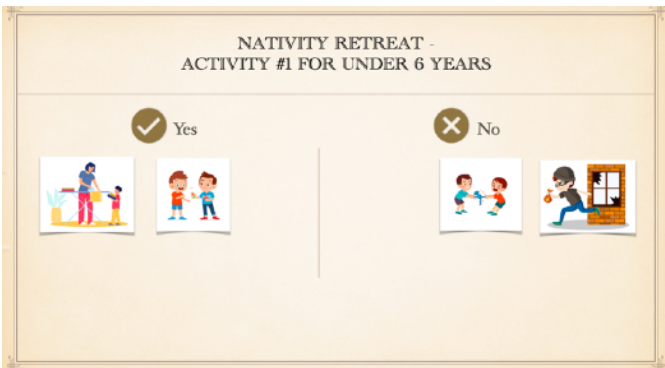 NATIVITY RETREAT -
ACTIVITY #1 FOR UNDER 6 YEARS
Yes
No